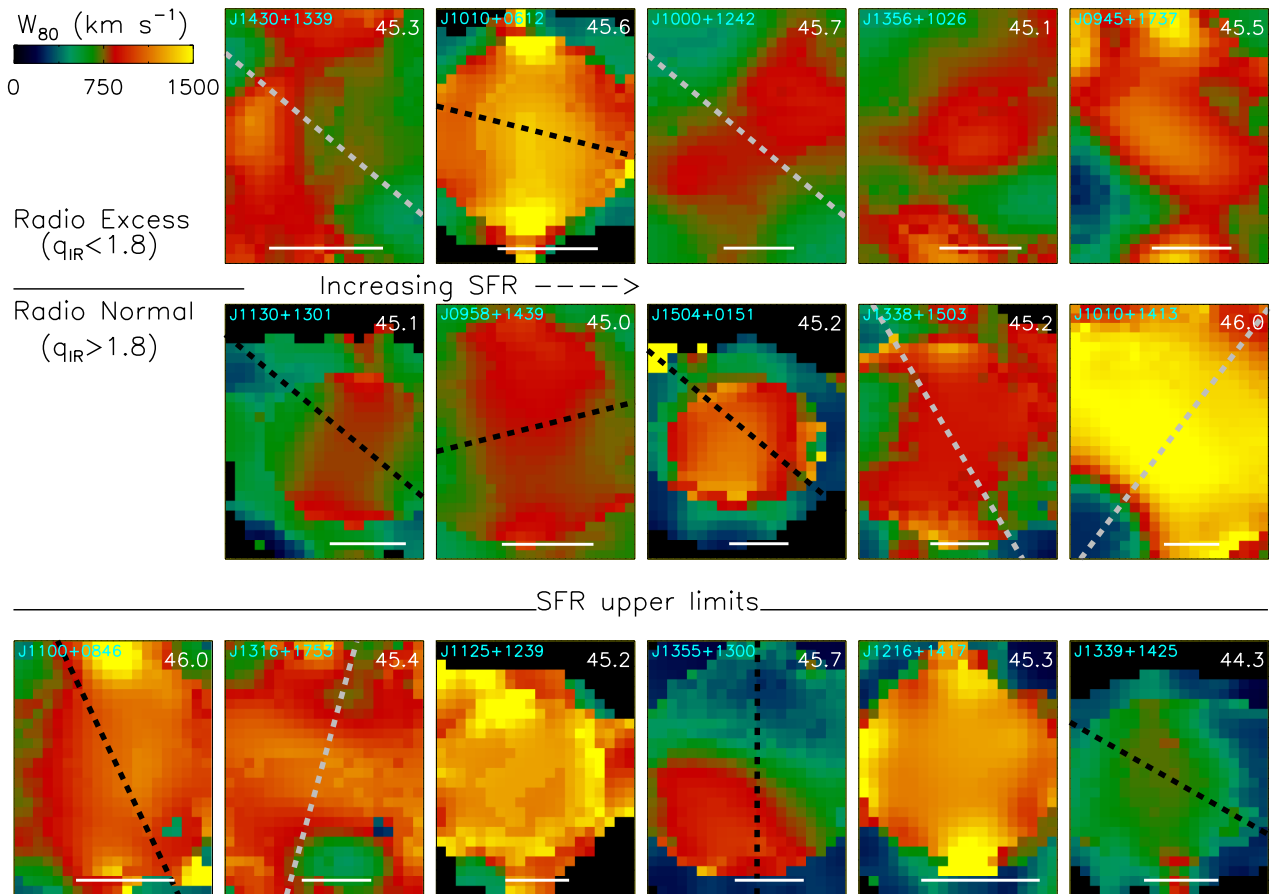 W80 (km s−1)
0 750 1500
J1430+1339 45.3
J1010+0612 45.6
J1000+1242 45.7
J1356+1026 45.1
J0945+1737 45.5
Radio Excess
(qIR<1.8)
Increasing SFR ---->
Radio Normal
(qIR>1.8)
J1130+1301 45.1
J0958+1439 45.0
J1504+0151 45.2
J1338+1503 45.2
J1010+1413 46.0
SFR upper limits
J1100+0846 46.0
J1316+1753 45.4
J1125+1239 45.2
J1355+1300 45.7
J1216+1417 45.3
J1339+1425 44.3